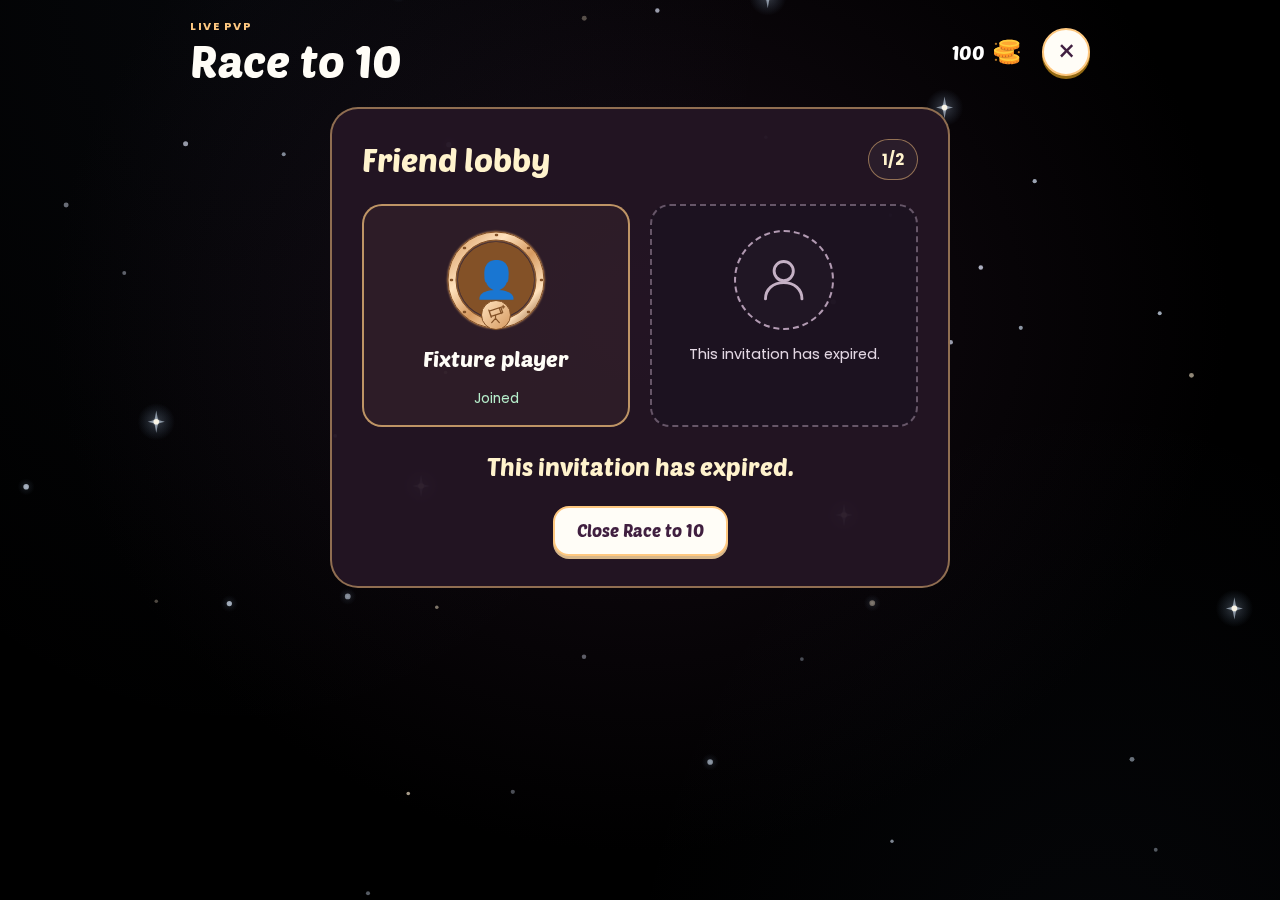 LIVE PVP
Race to 10
100
×
Friend lobby
1/2
Fixture player
Joined
This invitation has expired.
This invitation has expired.
Close Race to 10